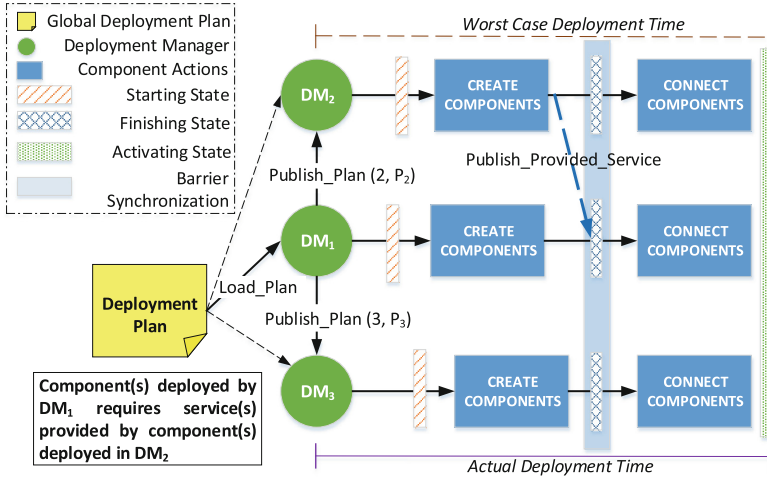 Global Deployment Plan
Deployment Manager
Component Actions
Starting State
Finishing State
Activating State
Barrier
Synchronization
Worst Case Deployment Time
DM2
CREATE
COMPONENTS
CONNECT
COMPONENTS
Publish_Provided_Service
Publish_Plan (2, P2)
DM1
CREATE
COMPONENTS
CONNECT
COMPONENTS
Load_Plan
Deployment
Plan
Publish_Plan (3, P3)
DM3
CREATE
COMPONENTS
CONNECT
COMPONENTS
Component(s) deployed by
DM1 requires service(s)
provided by component(s)
deployed in DM2
Actual Deployment Time